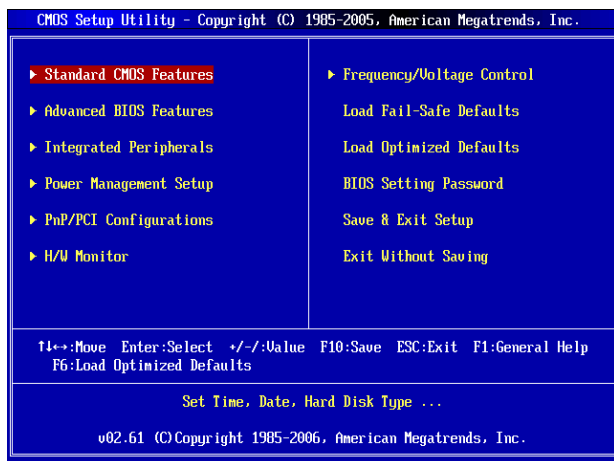 CMOS Setup Utility - Copyright (C) 1985-2005, American Megatrends, Inc.
Standard CMOS Features
Advanced BIOS Features
Integrated Peripherals
Power Management Setup
PnP/PCI Configurations
H/W Monitor
Frequency/Voltage Control
Load Fail-Safe Defaults
Load Optimized Defaults
BIOS Setting Password
Save & Exit Setup
Exit Without Saving
↑↓←→:Move Enter:Select +/-/:Value F10:Save ESC:Exit F1:General Help
F6:Load Optimized Defaults
Set Time, Date, Hard Disk Type ...
v02.61 (C)Copyright 1985-2006, American Megatrends, Inc.